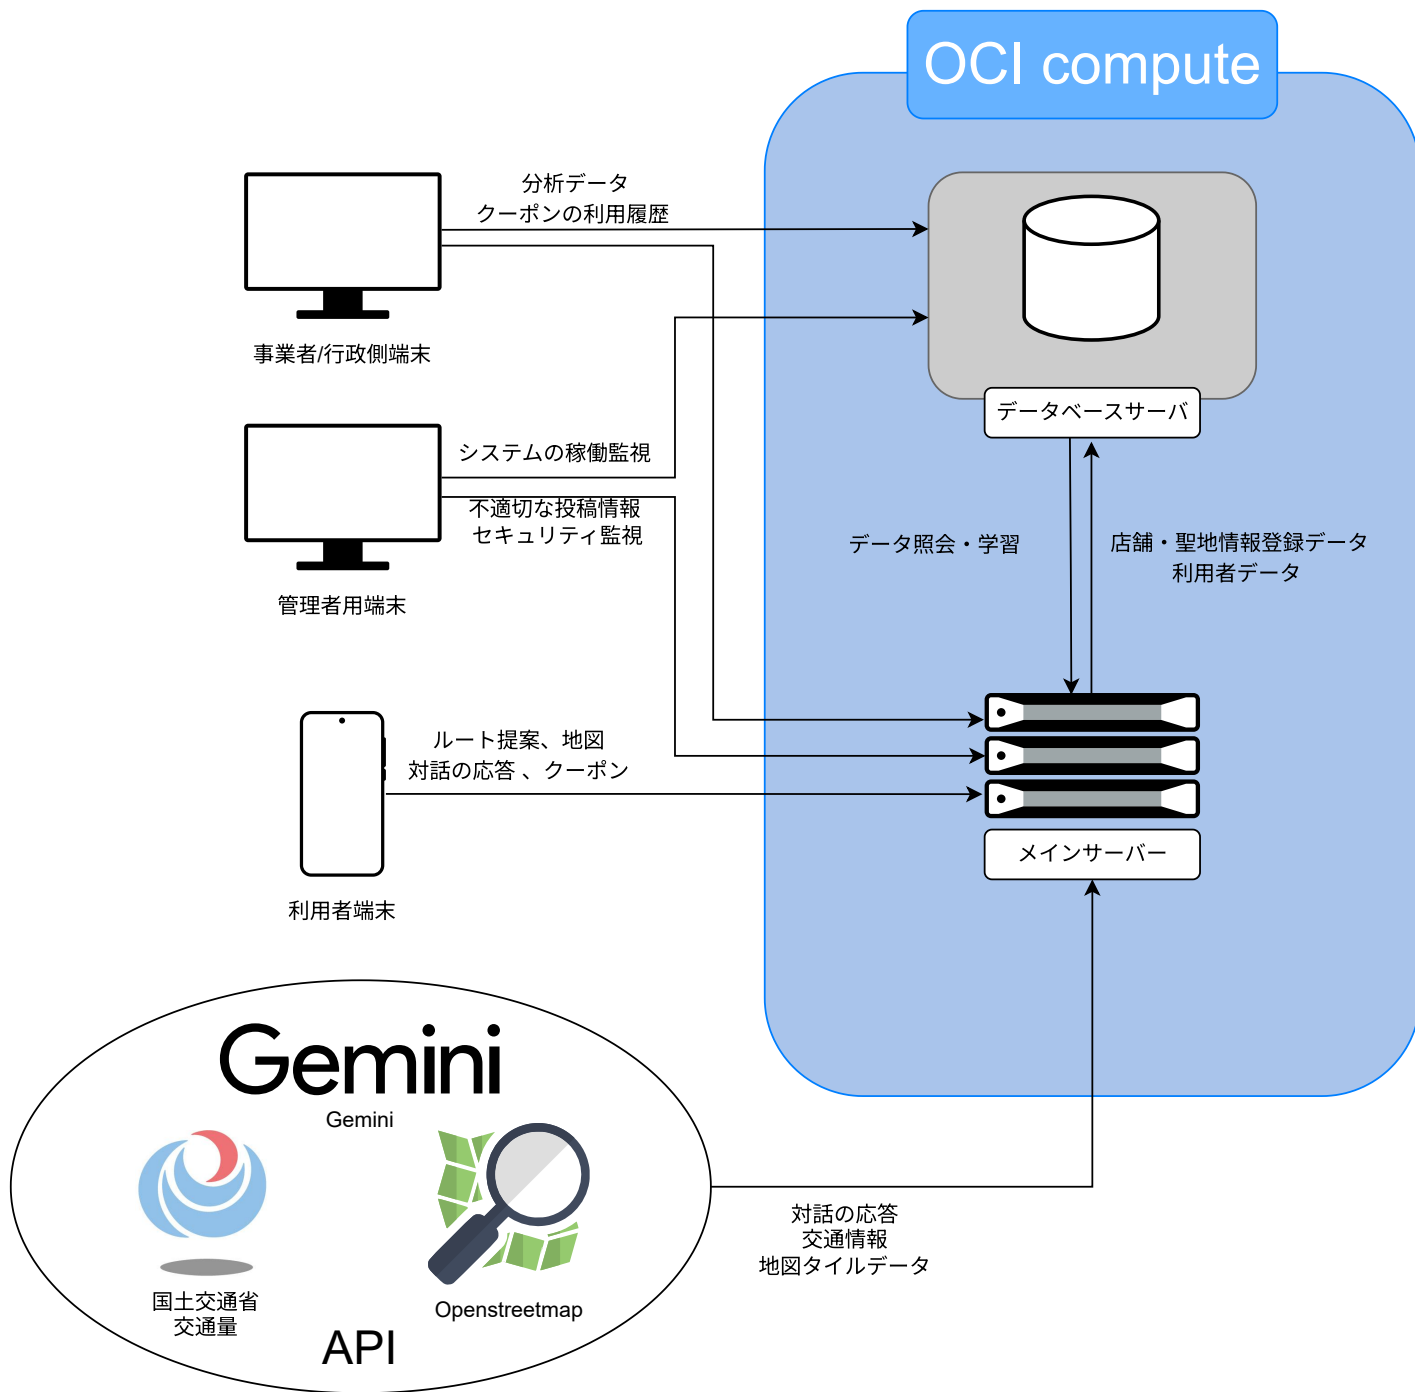 OCI compute
分析データ
クーポンの利用履歴
事業者/行政側端末
データベースサーバ
システムの稼働監視
不適切な投稿情報
セキュリティ監視
管理者用端末
データ照会・学習
店舗・聖地情報登録データ
利用者データ
ルート提案、地図
対話の応答 、クーポン
メインサーバー
利用者端末
Gemini
Gemini
対話の応答
交通情報
地図タイルデータ
国土交通省
交通量
Openstreetmap
API